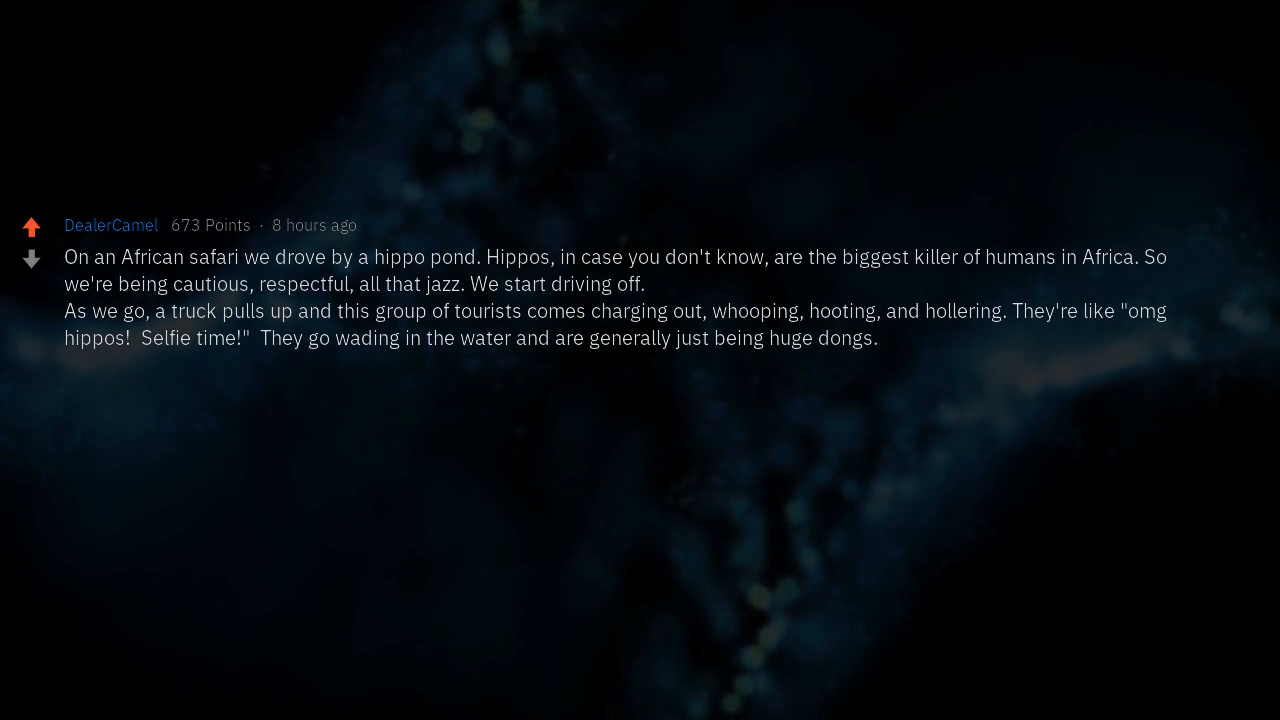 DealerCamel 673 Points · 8 hours ago
On an African safari we drove by a hippo pond. Hippos, in case you don't know, are the biggest killer of humans in Africa. So
we're being cautious, respectful, all that jazz. We start driving off.
As we go, a truck pulls up and this group of tourists comes charging out, whooping, hooting, and hollering. They're like "omg
hippos!  Selfie time!"  They go wading in the water and are generally just being huge dongs.